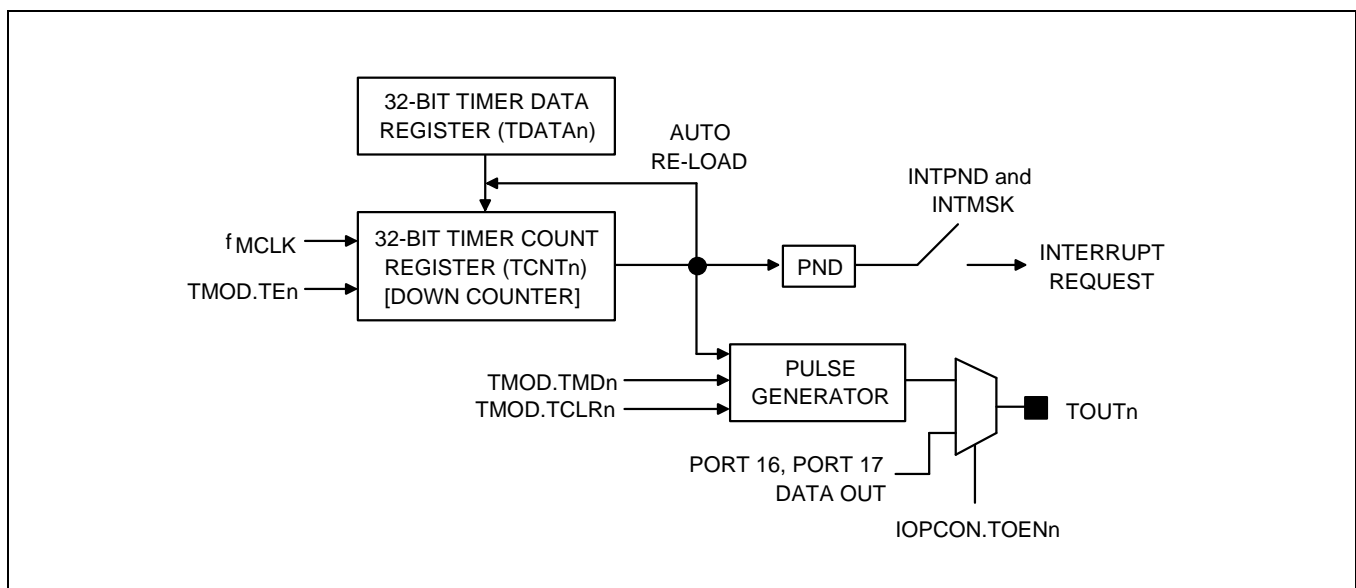 32-BIT TIMER DATA
REGISTER (TDATAn)
AUTO
RE-LOAD
INTPND and
INTMSK
fMCLK
TMOD.TEn
32-BIT TIMER COUNT
REGISTER (TCNTn)
[DOWN COUNTER]
PND
INTERRUPT
REQUEST
TMOD.TMDn
TMOD.TCLRn
PULSE
GENERATOR
TOUTn
PORT 16, PORT 17
DATA OUT
IOPCON.TOENn